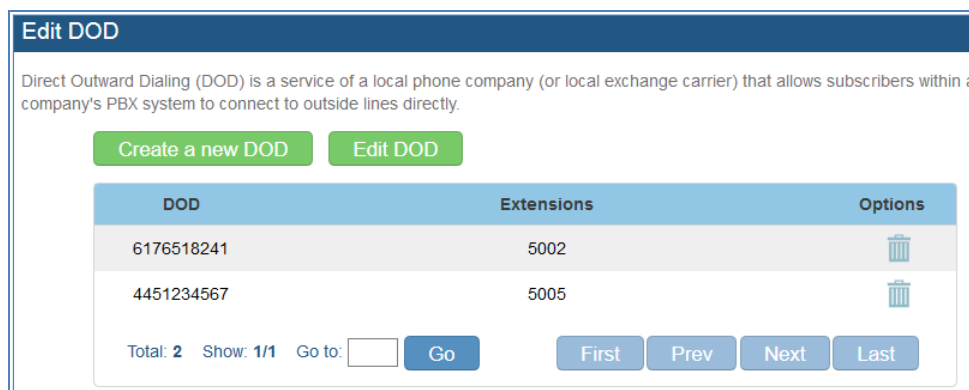 Edit DOD
Direct Outward Dialing (DOD) is a service of a local phone company (or local exchange carrier) that allows subscribers within
company's PBX system to connect to outside lines directly.
Create a new DOD Edit DOD
DOD Extensions Options
6176518241 5002
4451234567 5005
Total: 2 Show: 1/1 Go to: Go First Prev Next Last